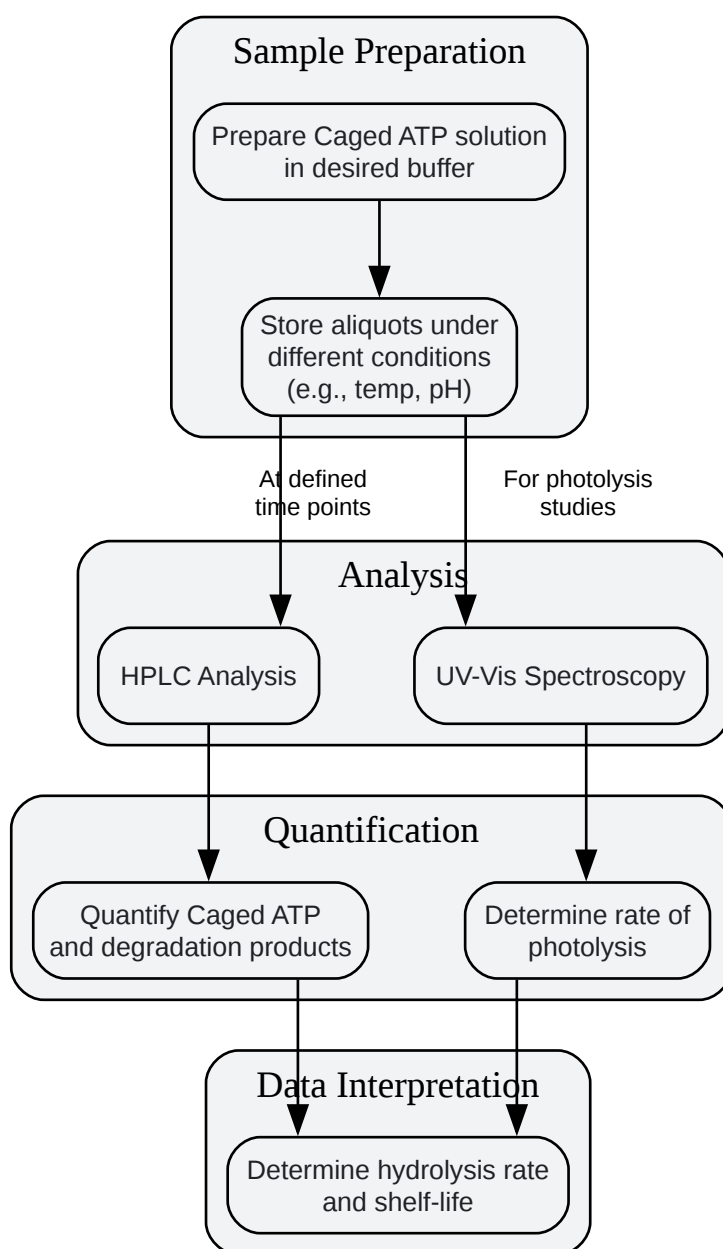 Sample Preparation
Prepare Caged ATP solution
in desired buffer
Store aliquots under
different conditions
(e.g., temp, pH)
At defined
time points
For photolysis
studies
Analysis
HPLC Analysis
UV-Vis Spectroscopy
Quantification
Quantify Caged ATP
and degradation products
Determine rate of
photolysis
Data Interpretation
Determine hydrolysis rate
and shelf-life